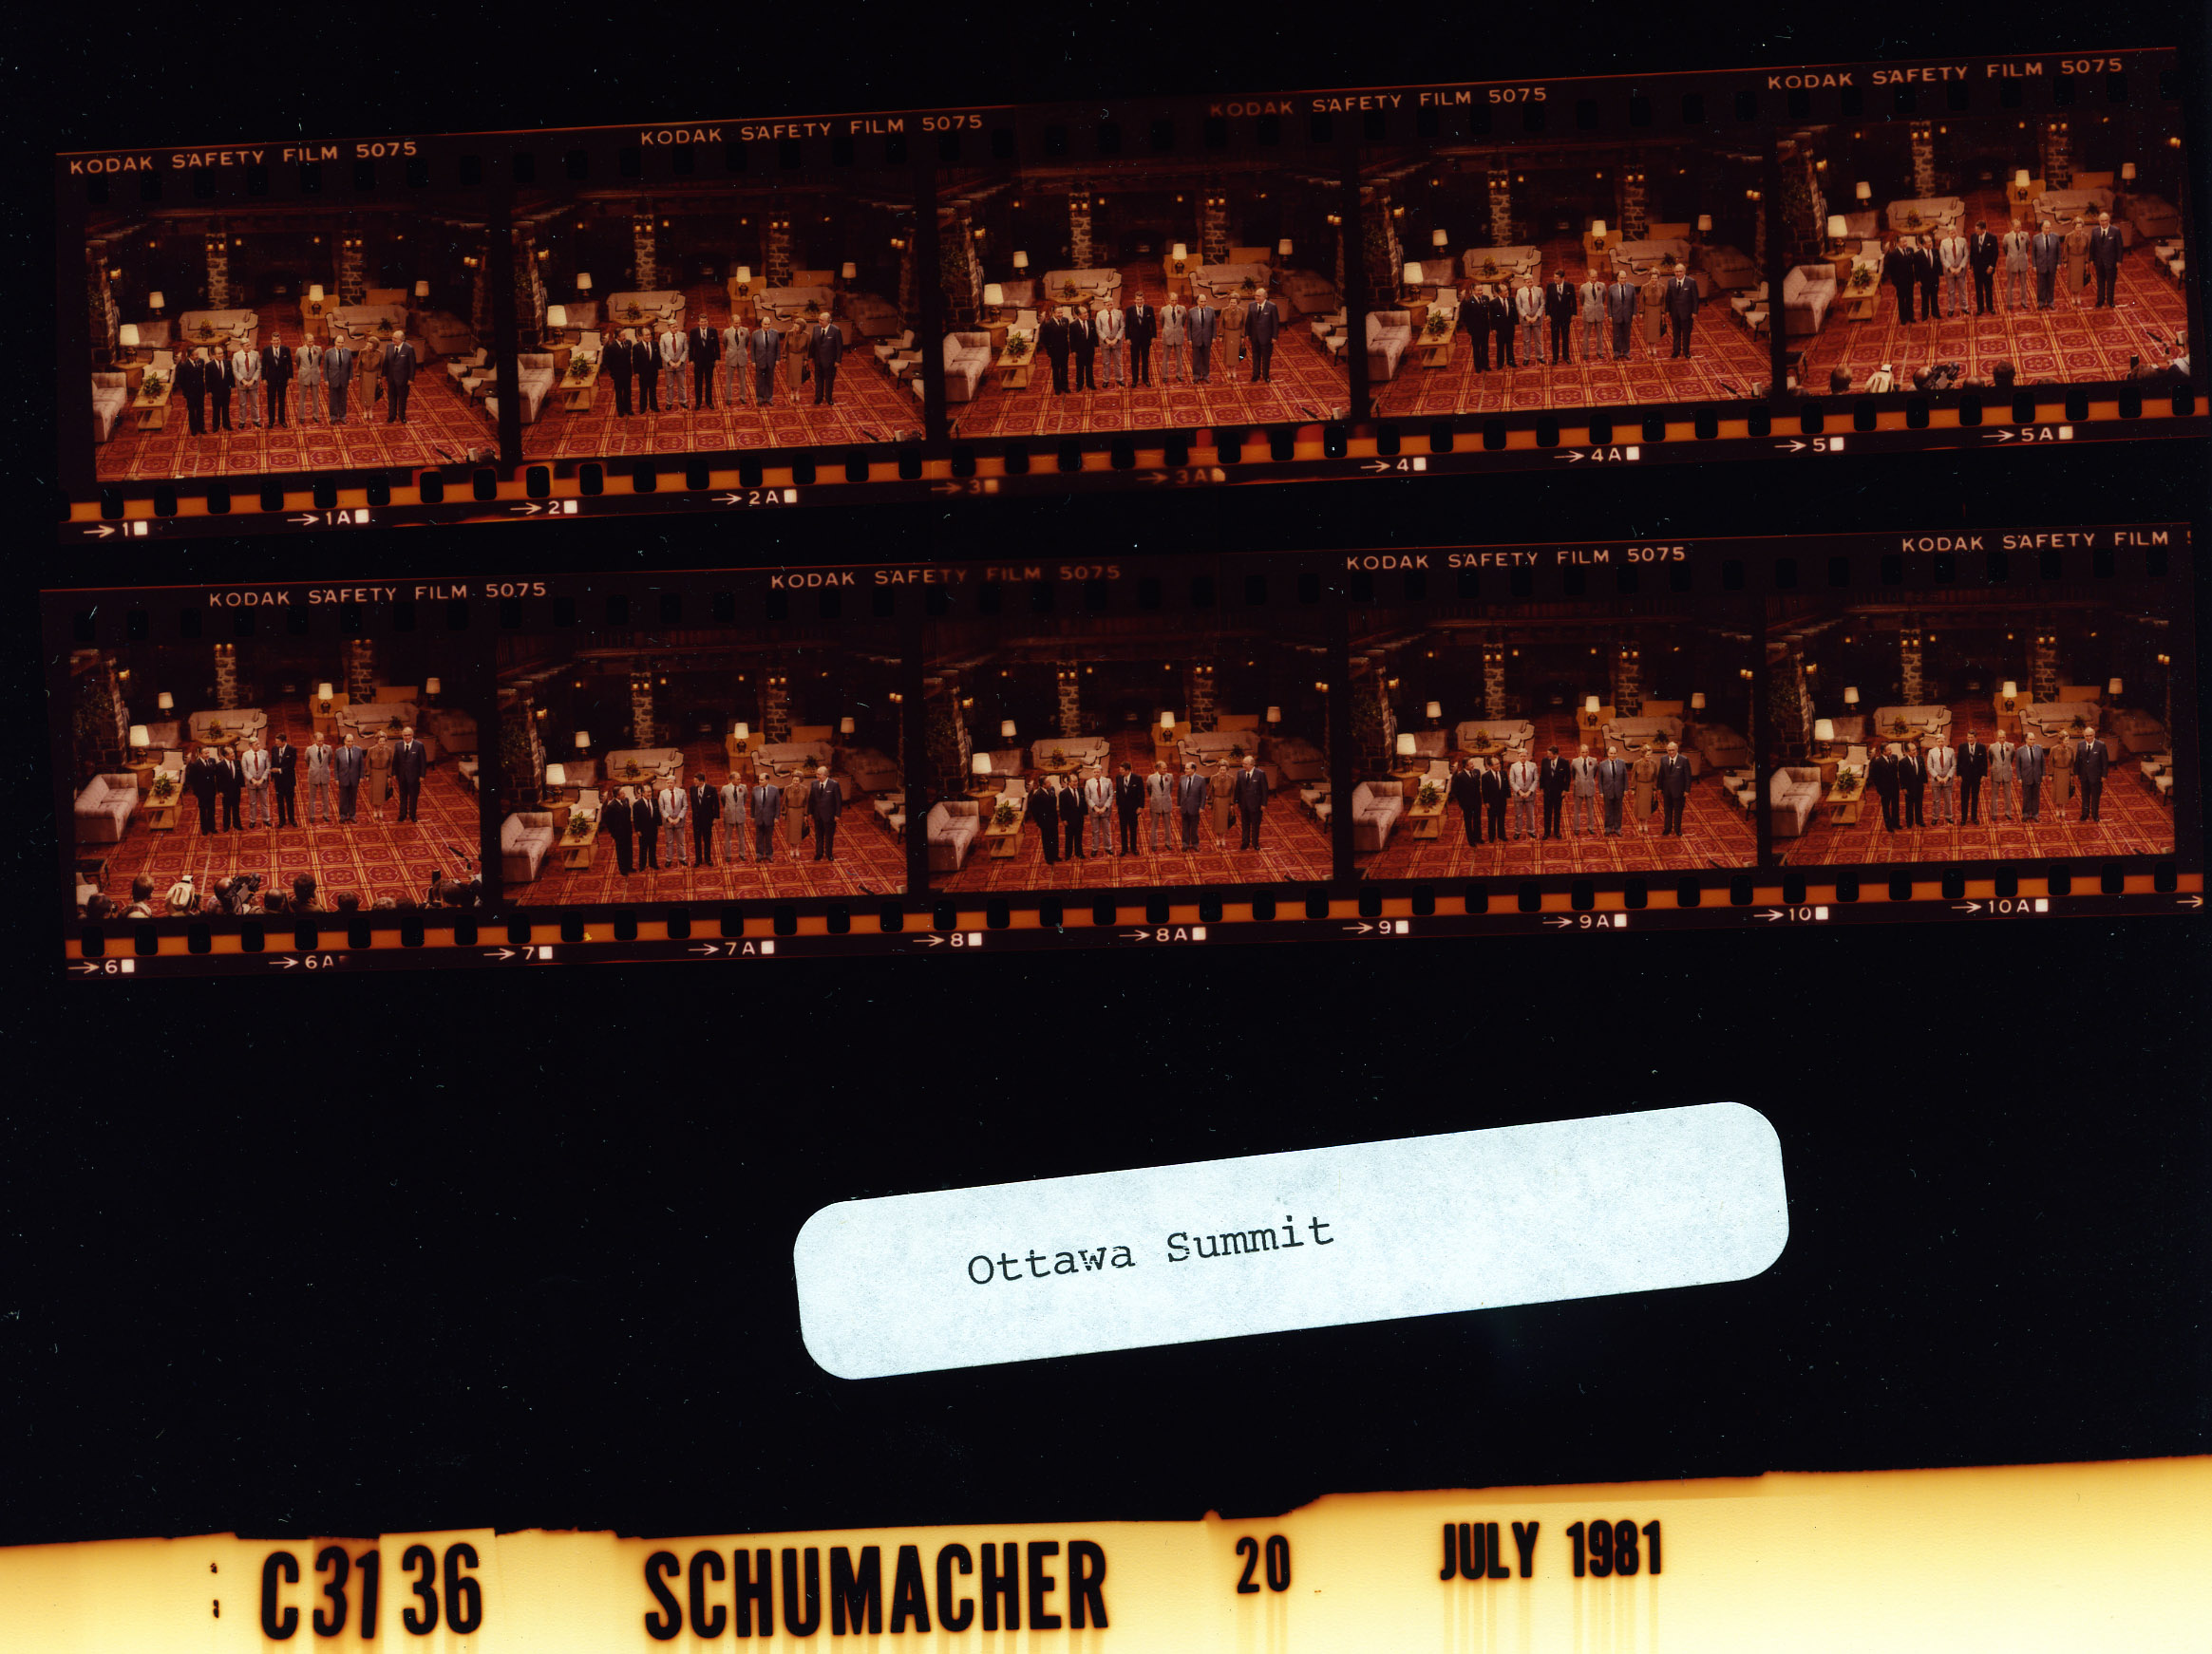 KODAK SAFETY FILM 5075 KODAK SAFETY FILM 5075 KODAK SAFETY FILM 5075 KODAK SAFETY FILM 5075
→1 →1A →2 →2A →3 →3A →4 →4A →5 →5A
KODAK SAFETY FILM 5075 KODAK SAFETY FILM 5075 KODAK SAFETY FILM 5075 KODAK SAFETY FILM
→6 →6A →7 →7A →8 →8A →9 →9A →10 →10A →
Ottawa Summit
: C3136 SCHUMACHER 20 JULY 1981